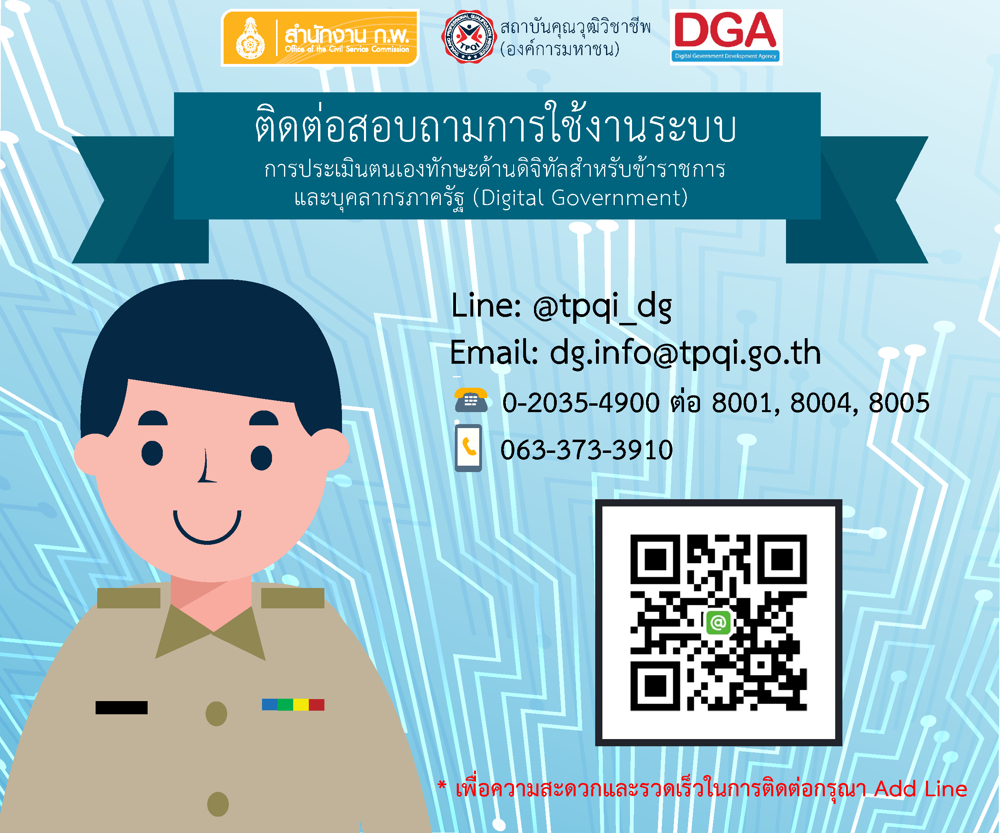 สำนักงาน ก.พ.
Office of the Civil Service Commission
THAILAND PROFESSIONAL QUALIFICATION INSTITUTE
TPQI
สถาบันคุณวุฒิวิชาชีพ
(องค์การมหาชน)
DGA
Digital Government Development Agency
ติดต่อสอบถามการใช้งานระบบ
การประเมินตนเองทักษะด้านดิจิทัลสำหรับข้าราชการ
และบุคลากรภาครัฐ (Digital Government)
Line: @tpqi_dg
Email: dg.info@tpqi.go.th
0-2035-4900 ต่อ 8001, 8004, 8005
063-373-3910
@
* เพื่อความสะดวกและรวดเร็วในการติดต่อกรุณา Add Line